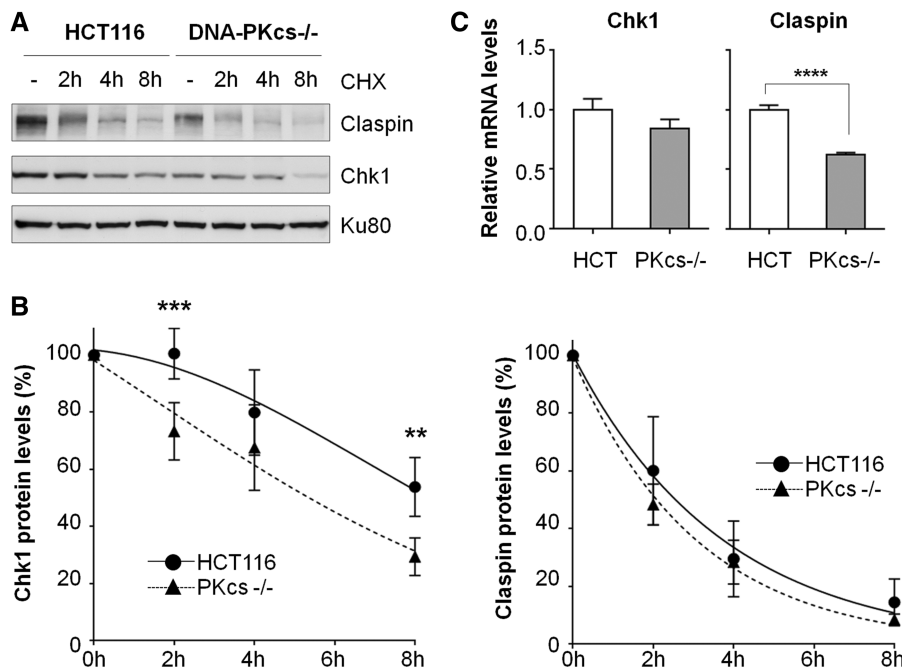 A
HCT116 DNA-PKcs-/-
- 2h 4h 8h - 2h 4h 8h CHX
Claspin
Chk1
Ku80
C
Chk1 Claspin
Relative mRNA levels
1.5
1.0
0.5
0.0
****
HCT PKcs-/- HCT PKcs-/-
B
Chk1 protein levels (%)
100
80
60
40
20
0
***
**
HCT116
PKcs -/-
0h 2h 4h 8h
Claspin protein levels (%)
100
80
60
40
20
0
HCT116
PKcs -/-
0h 2h 4h 8h